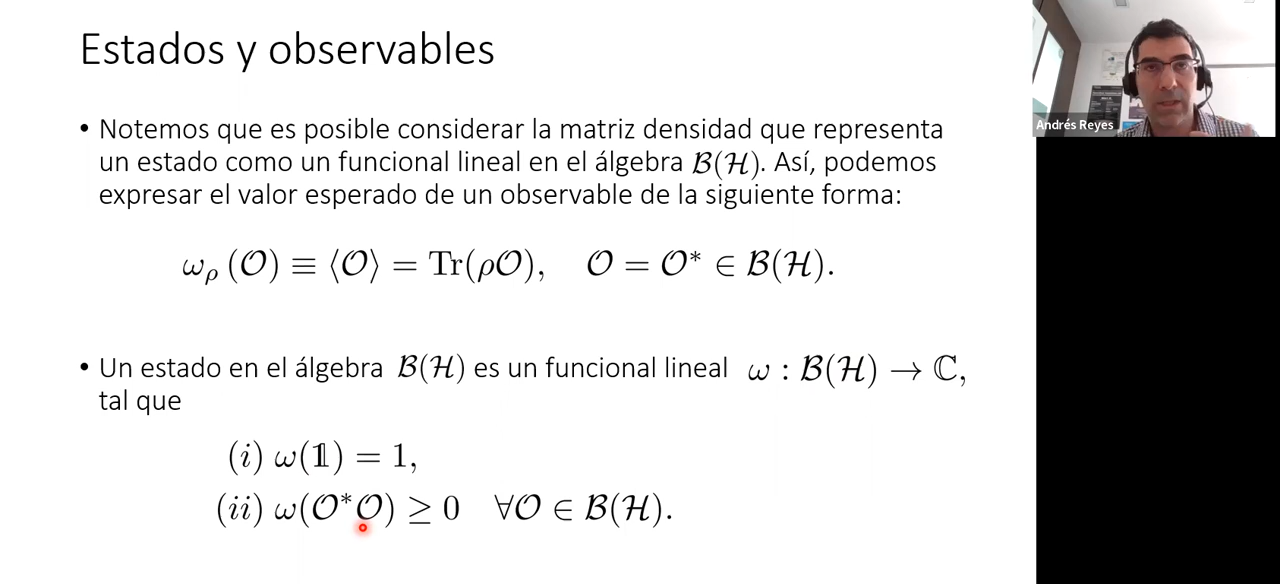 Estados y observables
• Notemos que es posible considerar la matriz densidad que representa
un estado como un funcional lineal en el álgebra ℬ(ℋ). Así, podemos
expresar el valor esperado de un observable de la siguiente forma:
ω_ρ (𝒪) ≡ ⟨𝒪⟩ = Tr(ρ𝒪),   𝒪 = 𝒪* ∈ ℬ(ℋ).
• Un estado en el álgebra ℬ(ℋ) es un funcional lineal ω : ℬ(ℋ) → ℂ,
tal que
(i) ω(𝟙) = 1,
(ii) ω(𝒪*𝒪) ≥ 0   ∀𝒪 ∈ ℬ(ℋ).
Andrés Reyes